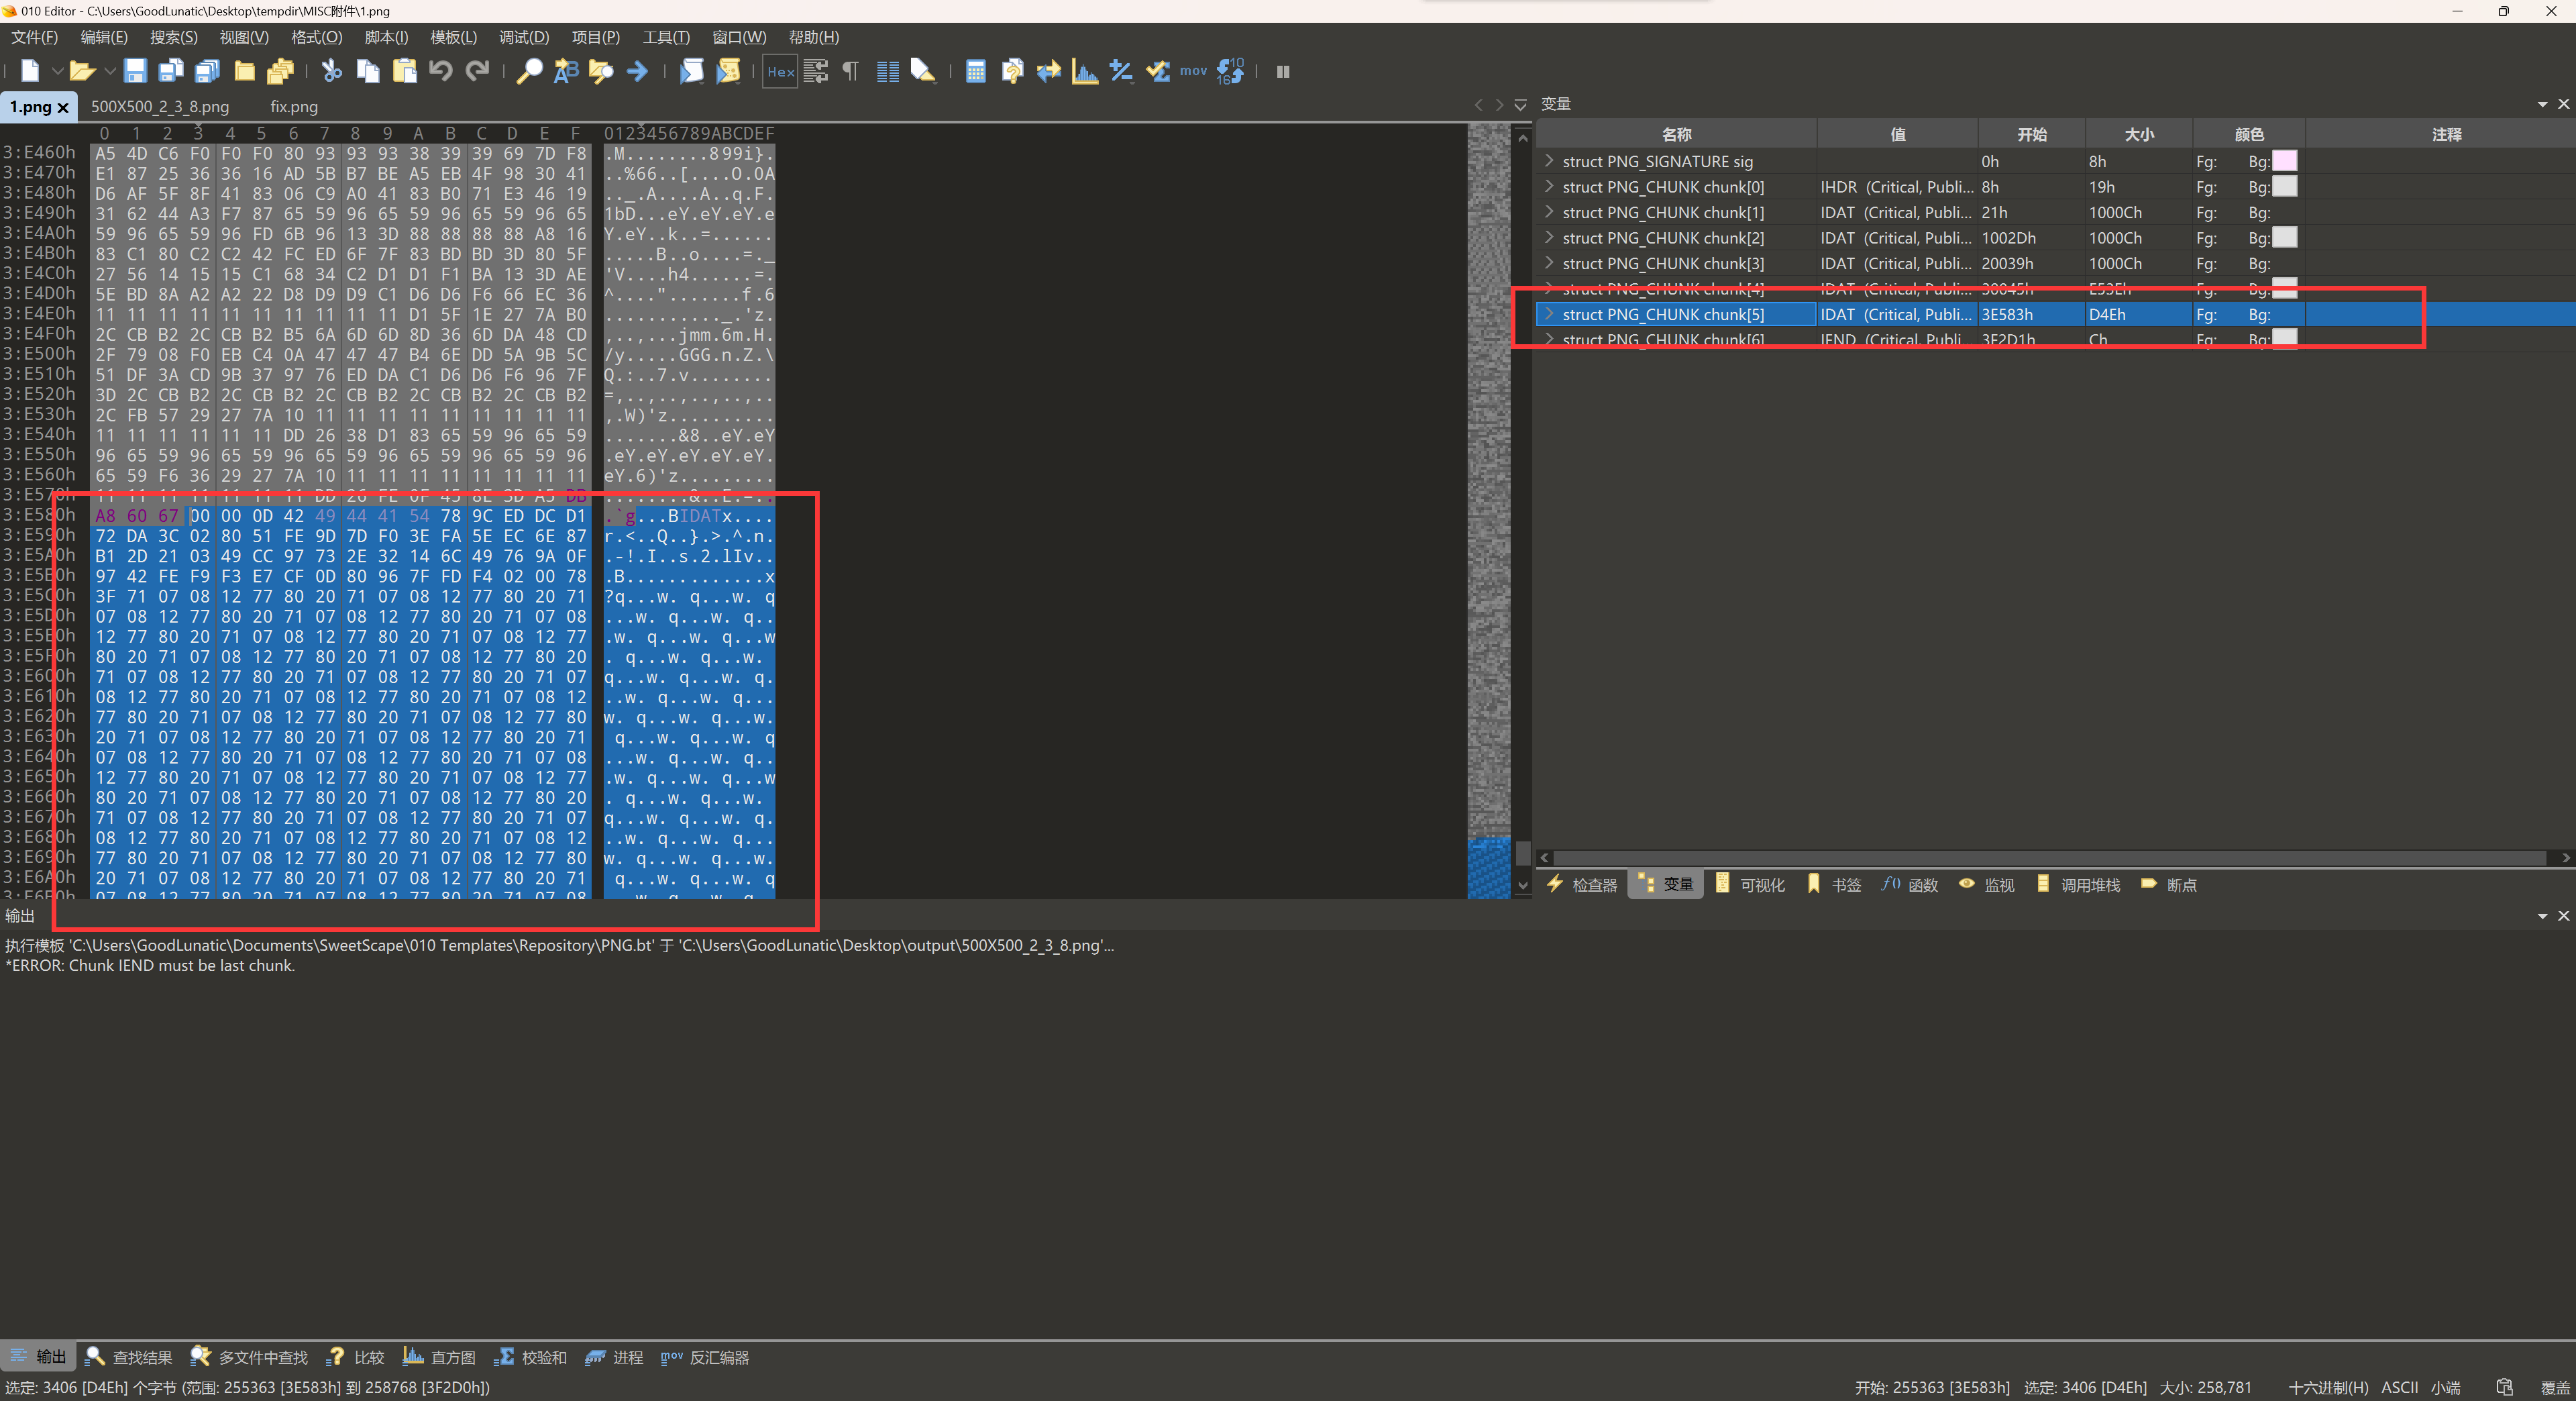 010 Editor - C:\Users\GoodLunatic\Desktop\tempdir\MISC附件\1.png
文件(F) 编辑(E) 搜索(S) 视图(V) 格式(O) 脚本(I) 模板(L) 调试(D) 项目(P) 工具(T) 窗口(W) 帮助(H)
Hex mov
1.png 500X500_2_3_8.png fix.png
0 1 2 3 4 5 6 7 8 9 A B C D E F 0123456789ABCDEF
3:E460h A5 4D C6 F0 F0 F0 80 93 93 93 38 39 39 69 7D F8 .M........899i}.
3:E470h E1 87 25 36 36 16 AD 5B B7 BE A5 EB 4F 98 30 41 ..%66..[....O.0A
3:E480h D6 AF 5F 8F 41 83 06 C9 A0 41 83 B0 71 E3 46 19 .._.A....A..q.F.
3:E490h 31 62 44 A3 F7 87 65 59 96 65 59 96 65 59 96 65 1bD...eY.eY.eY.e
3:E4A0h 59 96 65 59 96 FD 6B 96 13 3D 88 88 88 88 A8 16 Y.eY..k..=......
3:E4B0h 83 C1 80 C2 C2 42 FC ED 6F 7F 83 BD BD 3D 80 5F .....B..o....=._
3:E4C0h 27 56 14 15 15 C1 68 34 C2 D1 D1 F1 BA 13 3D AE 'V....h4......=.
3:E4D0h 5E BD 8A A2 A2 22 D8 D9 D9 C1 D6 D6 F6 66 EC 36 ^....".......f.6
3:E4E0h 11 11 11 11 11 11 11 11 11 11 D1 5F 1E 27 7A B0 ..........._.'z.
3:E4F0h 2C CB B2 2C CB B2 B5 6A 6D 6D 8D 36 6D DA 48 CD ,..,...jmm.6m.H.
3:E500h 2F 79 08 F0 EB C4 0A 47 47 47 B4 6E DD 5A 9B 5C /y.....GGG.n.Z.\
3:E510h 51 DF 3A CD 9B 37 97 76 ED DA C1 D6 D6 F6 96 7F Q.:..7.v........
3:E520h 3D 2C CB B2 2C CB B2 2C CB B2 2C CB B2 2C CB B2 =,..,..,..,..,..
3:E530h 2C FB 57 29 27 7A 10 11 11 11 11 11 11 11 11 11 ,.W)'z..........
3:E540h 11 11 11 11 11 11 DD 26 38 D1 83 65 59 96 65 59 .......&8..eY.eY
3:E550h 96 65 59 96 65 59 96 65 59 96 65 59 96 65 59 96 .eY.eY.eY.eY.eY.
3:E560h 65 59 F6 36 29 27 7A 10 11 11 11 11 11 11 11 11 eY.6)'z.........
3:E570h 11 11 11 11 11 11 11 DD 26 FE 0F 45 8E 3D A5 DB ........&..E.=..
3:E580h A8 60 67 00 00 0D 42 49 44 41 54 78 9C ED DC D1 .`g...BIDATx....
3:E590h 72 DA 3C 02 80 51 FE 9D 7D F0 3E FA 5E EC 6E 87 r.<..Q..}.>.^.n.
3:E5A0h B1 2D 21 03 49 CC 97 73 2E 32 14 6C 49 76 9A 0F .-!.I..s.2.lIv..
3:E5B0h 97 42 FE F9 F3 E7 CF 0D 80 96 7F FD F4 02 00 78 .B.............x
3:E5C0h 3F 71 07 08 12 77 80 20 71 07 08 12 77 80 20 71 ?q...w. q...w. q
3:E5D0h 07 08 12 77 80 20 71 07 08 12 77 80 20 71 07 08 ...w. q...w. q..
3:E5E0h 12 77 80 20 71 07 08 12 77 80 20 71 07 08 12 77 .w. q...w. q...w
3:E5F0h 80 20 71 07 08 12 77 80 20 71 07 08 12 77 80 20 . q...w. q...w. 
3:E600h 71 07 08 12 77 80 20 71 07 08 12 77 80 20 71 07 q...w. q...w. q.
3:E610h 08 12 77 80 20 71 07 08 12 77 80 20 71 07 08 12 ..w. q...w. q...
3:E620h 77 80 20 71 07 08 12 77 80 20 71 07 08 12 77 80 w. q...w. q...w.
3:E630h 20 71 07 08 12 77 80 20 71 07 08 12 77 80 20 71  q...w. q...w. q
3:E640h 07 08 12 77 80 20 71 07 08 12 77 80 20 71 07 08 ...w. q...w. q..
3:E650h 12 77 80 20 71 07 08 12 77 80 20 71 07 08 12 77 .w. q...w. q...w
3:E660h 80 20 71 07 08 12 77 80 20 71 07 08 12 77 80 20 . q...w. q...w. 
3:E670h 71 07 08 12 77 80 20 71 07 08 12 77 80 20 71 07 q...w. q...w. q.
3:E680h 08 12 77 80 20 71 07 08 12 77 80 20 71 07 08 12 ..w. q...w. q...
3:E690h 77 80 20 71 07 08 12 77 80 20 71 07 08 12 77 80 w. q...w. q...w.
3:E6A0h 20 71 07 08 12 77 80 20 71 07 08 12 77 80 20 71  q...w. q...w. q
3:E6B0h 07 08 12 77 80 20 71 07 08 12 77 80 20 71 07 08 ...w. q...w. q..
变量
名称 值 开始 大小 颜色 注释
struct PNG_SIGNATURE sig 0h 8h Fg: Bg:
struct PNG_CHUNK chunk[0] IHDR (Critical, Publi... 8h 19h Fg: Bg:
struct PNG_CHUNK chunk[1] IDAT (Critical, Publi... 21h 1000Ch Fg: Bg:
struct PNG_CHUNK chunk[2] IDAT (Critical, Publi... 1002Dh 1000Ch Fg: Bg:
struct PNG_CHUNK chunk[3] IDAT (Critical, Publi... 20039h 1000Ch Fg: Bg:
struct PNG_CHUNK chunk[4] IDAT (Critical, Publi... 30045h E53Eh Fg: Bg:
struct PNG_CHUNK chunk[5] IDAT (Critical, Publi... 3E583h D4Eh Fg: Bg:
struct PNG_CHUNK chunk[6] IEND (Critical, Publi... 3F2D1h Ch Fg: Bg:
检查器 变量 可视化 书签 f() 函数 监视 调用堆栈 断点
输出
执行模板 'C:\Users\GoodLunatic\Documents\SweetScape\010 Templates\Repository\PNG.bt' 于 'C:\Users\GoodLunatic\Desktop\output\500X500_2_3_8.png'...
*ERROR: Chunk IEND must be last chunk.
输出 查找结果 多文件中查找 比较 直方图 校验和 进程 mov 反汇编器
选定: 3406 [D4Eh] 个字节 (范围: 255363 [3E583h] 到 258768 [3F2D0h]) 开始: 255363 [3E583h] 选定: 3406 [D4Eh] 大小: 258,781 十六进制(H) ASCII 小端 覆盖